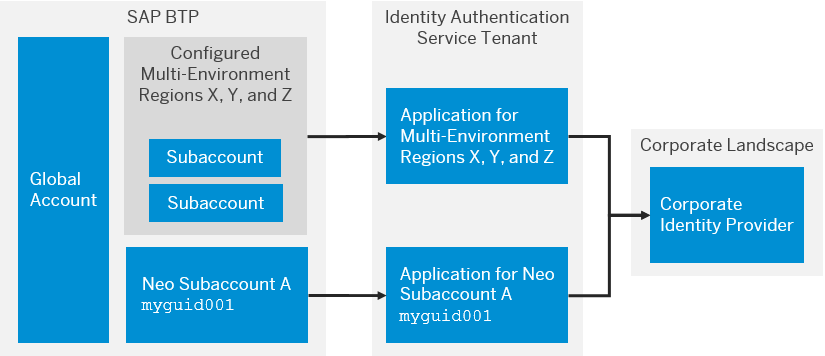 SAP BTP
Global
Account
Configured
Multi-Environment
Regions X, Y, and Z
Subaccount
Subaccount
Neo Subaccount A
myguid001
Identity Authentication
Service Tenant
Application for
Multi-Environment
Regions X, Y, and Z
Application for Neo
Subaccount A
myguid001
Corporate Landscape
Corporate
Identity Provider